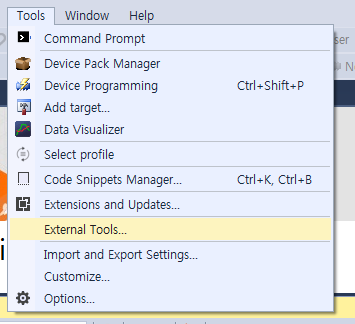 Tools Window Help
Command Prompt
Device Pack Manager
Device Programming Ctrl+Shift+P
Add target...
Data Visualizer
Select profile
Code Snippets Manager... Ctrl+K, Ctrl+B
Extensions and Updates...
External Tools...
Import and Export Settings...
Customize...
Options...